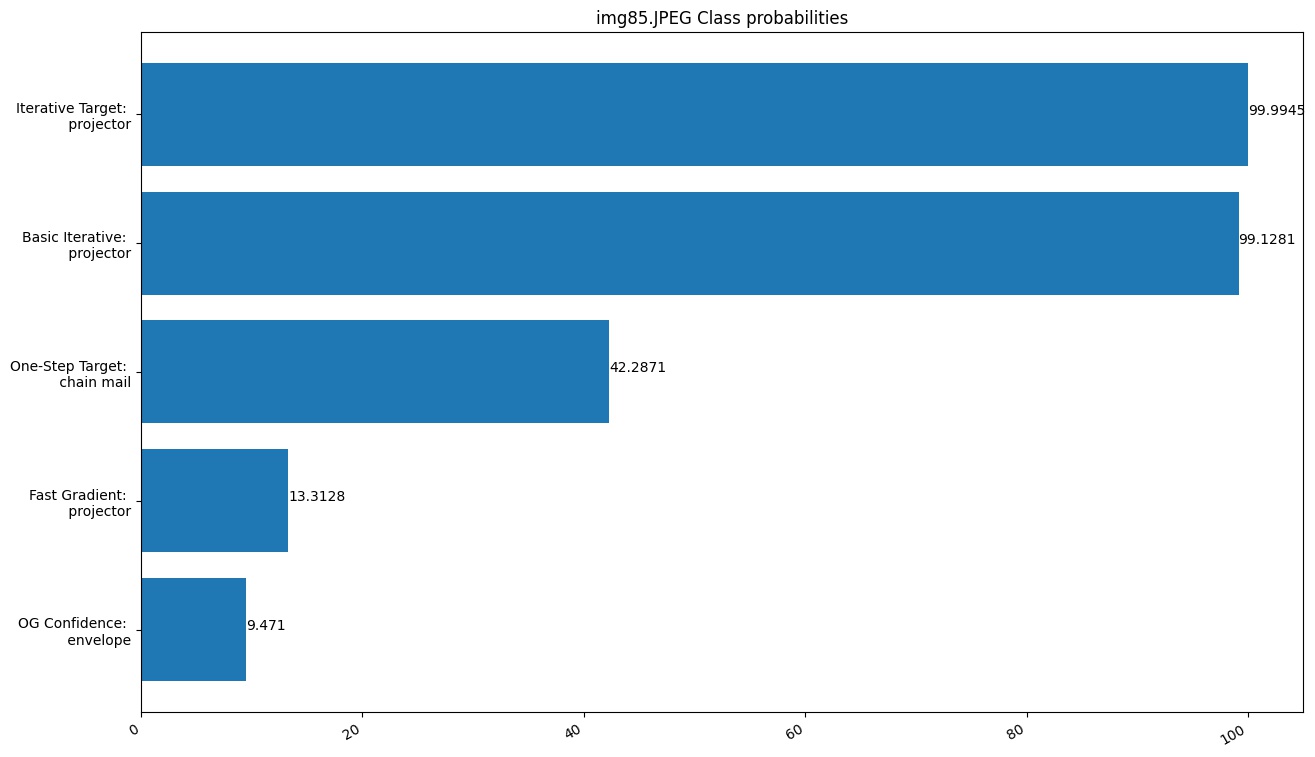 img85.JPEG Class probabilities
Iterative Target:
projector
99.9945
Basic Iterative:
projector
99.1281
One-Step Target:
chain mail
42.2871
Fast Gradient:
projector
13.3128
OG Confidence:
envelope
9.471
0
20
40
60
80
100